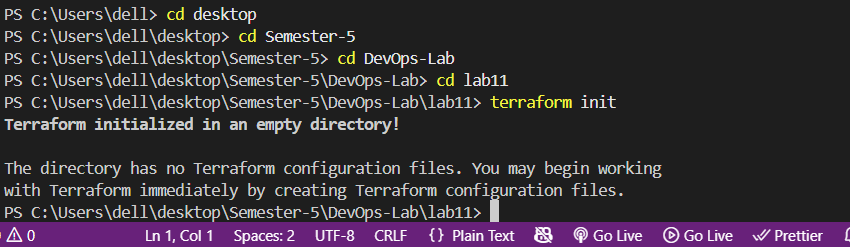 PS C:\Users\dell> cd desktop
PS C:\Users\dell\desktop> cd Semester-5
PS C:\Users\dell\desktop\Semester-5> cd DevOps-Lab
PS C:\Users\dell\desktop\Semester-5\DevOps-Lab> cd lab11
PS C:\Users\dell\desktop\Semester-5\DevOps-Lab\lab11> terraform init
Terraform initialized in an empty directory!
The directory has no Terraform configuration files. You may begin working
with Terraform immediately by creating Terraform configuration files.
PS C:\Users\dell\desktop\Semester-5\DevOps-Lab\lab11>
0 Ln 1, Col 1 Spaces: 2 UTF-8 CRLF {} Plain Text Go Live Go Live Prettier